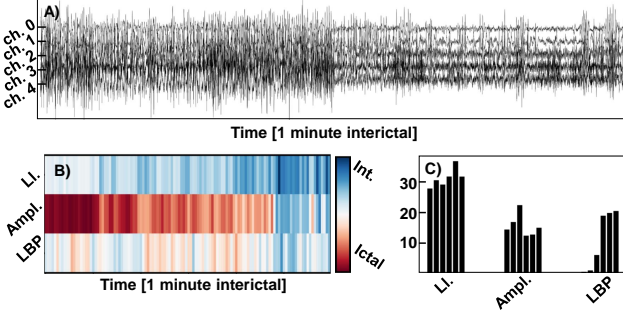 A)
ch. 0
ch. 1
ch. 2
ch. 3
ch. 4
Time [1 minute interictal]
B)
LI.
Ampl.
LBP
Int.
Ictal
Time [1 minute interictal]
C)
30
20
10
LI.
Ampl.
LBP